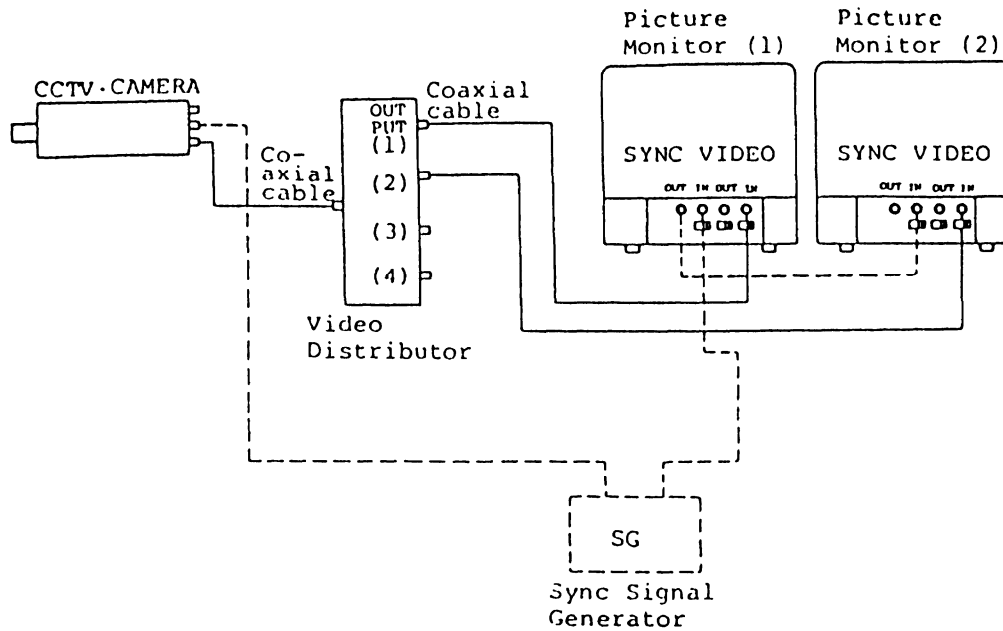 Picture
Monitor (1)
Picture
Monitor (2)
CCTV·CAMERA
OUT
PUT
(1)
(2)
(3)
(4)
Coaxial
cable
Co-
axial
cable
SYNC VIDEO
OUT IN OUT IN
SYNC VIDEO
OUT IN OUT IN
Video
Distributor
SG
Sync Signal
Generator